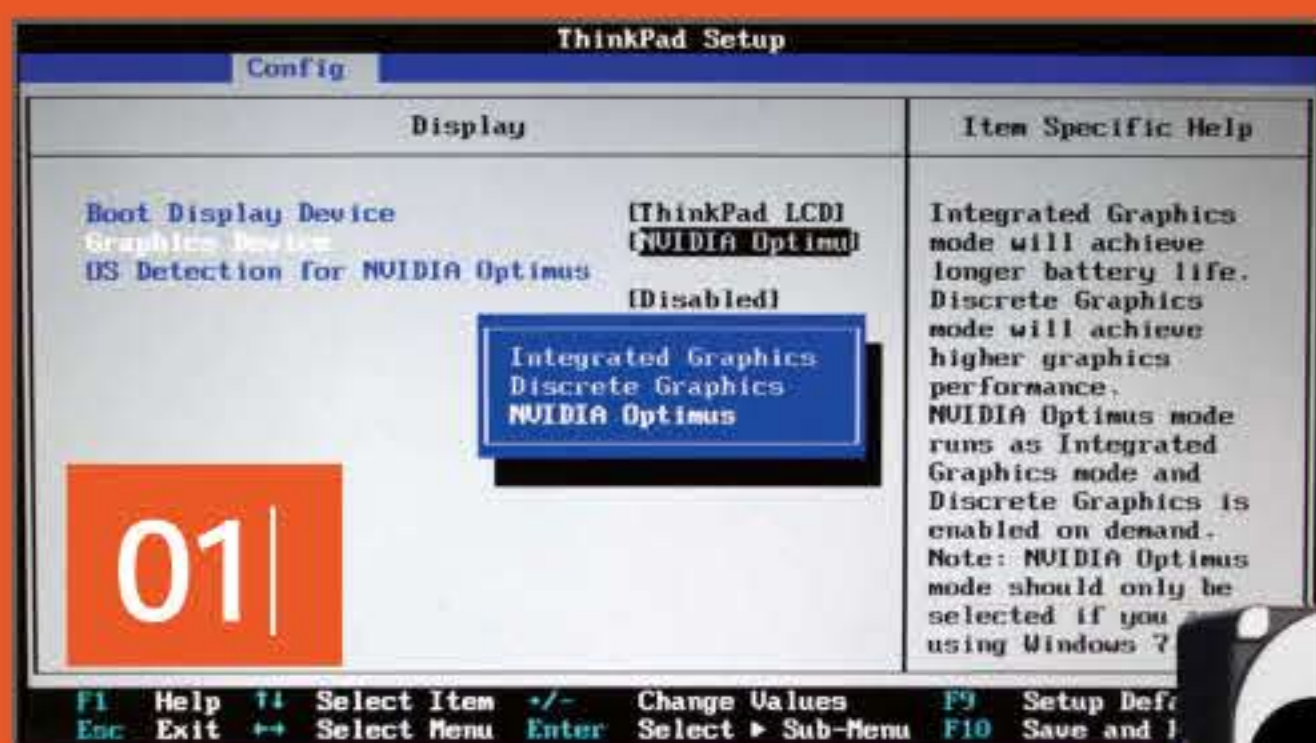 ThinkPad Setup
Config
Display
Item Specific Help
Boot Display Device [ThinkPad LCD]
Graphics Device [NVIDIA Optimu]
OS Detection for NVIDIA Optimus
[Disabled]
Integrated Graphics
Discrete Graphics
NVIDIA Optimus
Integrated Graphics
mode will achieve
longer battery life.
Discrete Graphics
mode will achieve
higher graphics
performance.
NVIDIA Optimus mode
runs as Integrated
Graphics mode and
Discrete Graphics is
enabled on demand.
Note: NVIDIA Optimus
mode should only be
selected if you
using Windows 7
01
F1 Help ↑↓ Select Item +/- Change Values F9 Setup Defa
Esc Exit ←→ Select Menu Enter Select ▶ Sub-Menu F10 Save and